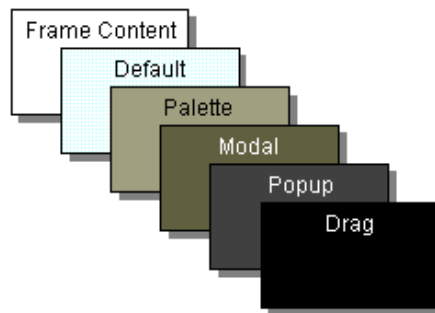 Frame Content
Default
Palette
Modal
Popup
Drag